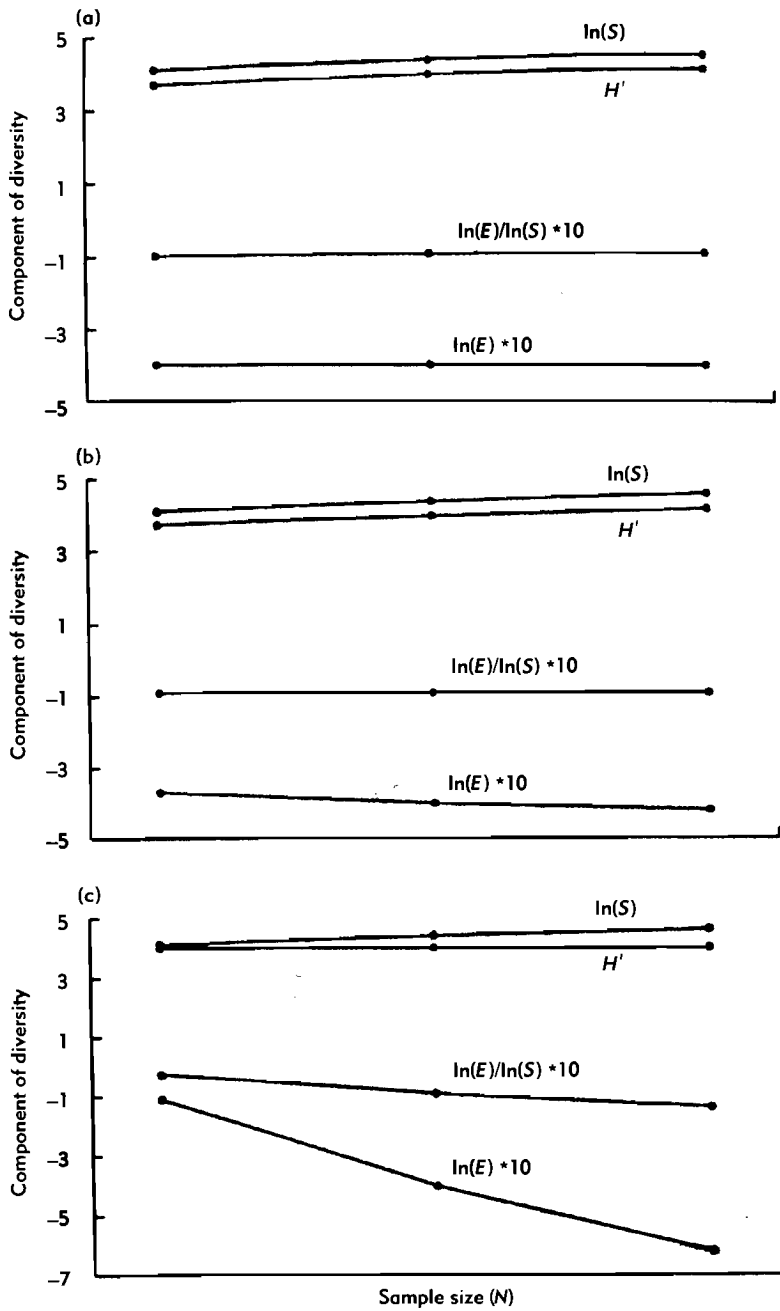 (a)
5
3
1
−1
−3
−5
Component of diversity
ln(S)
H'
ln(E)/ln(S) *10
ln(E) *10
(b)
5
3
1
−1
−3
−5
Component of diversity
ln(S)
H'
ln(E)/ln(S) *10
ln(E) *10
(c)
5
3
1
−1
−3
−5
−7
Component of diversity
ln(S)
H'
ln(E)/ln(S) *10
ln(E) *10
Sample size (N)